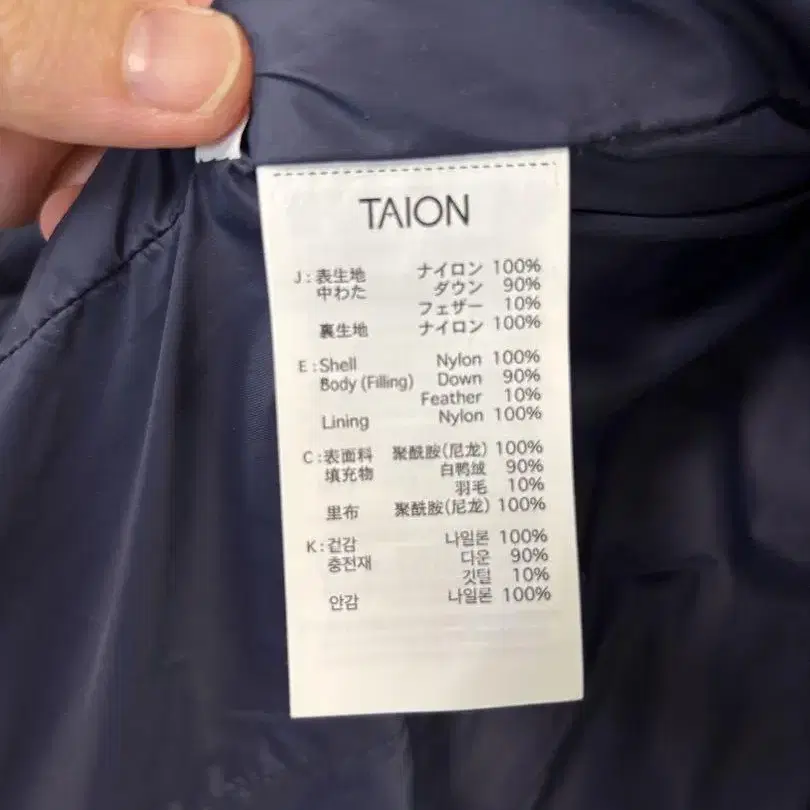 TAION
J : 表生地 ナイロン 100%
中わた ダウン 90%
フェザー 10%
裏生地 ナイロン 100%
E : Shell Nylon 100%
Body (Filling) Down 90%
Feather 10%
Lining Nylon 100%
C : 表面料 聚酰胺(尼龙) 100%
填充物 白鸭绒 90%
羽毛 10%
里布 聚酰胺(尼龙) 100%
K : 겉감 나일론 100%
충전재 다운 90%
깃털 10%
안감 나일론 100%